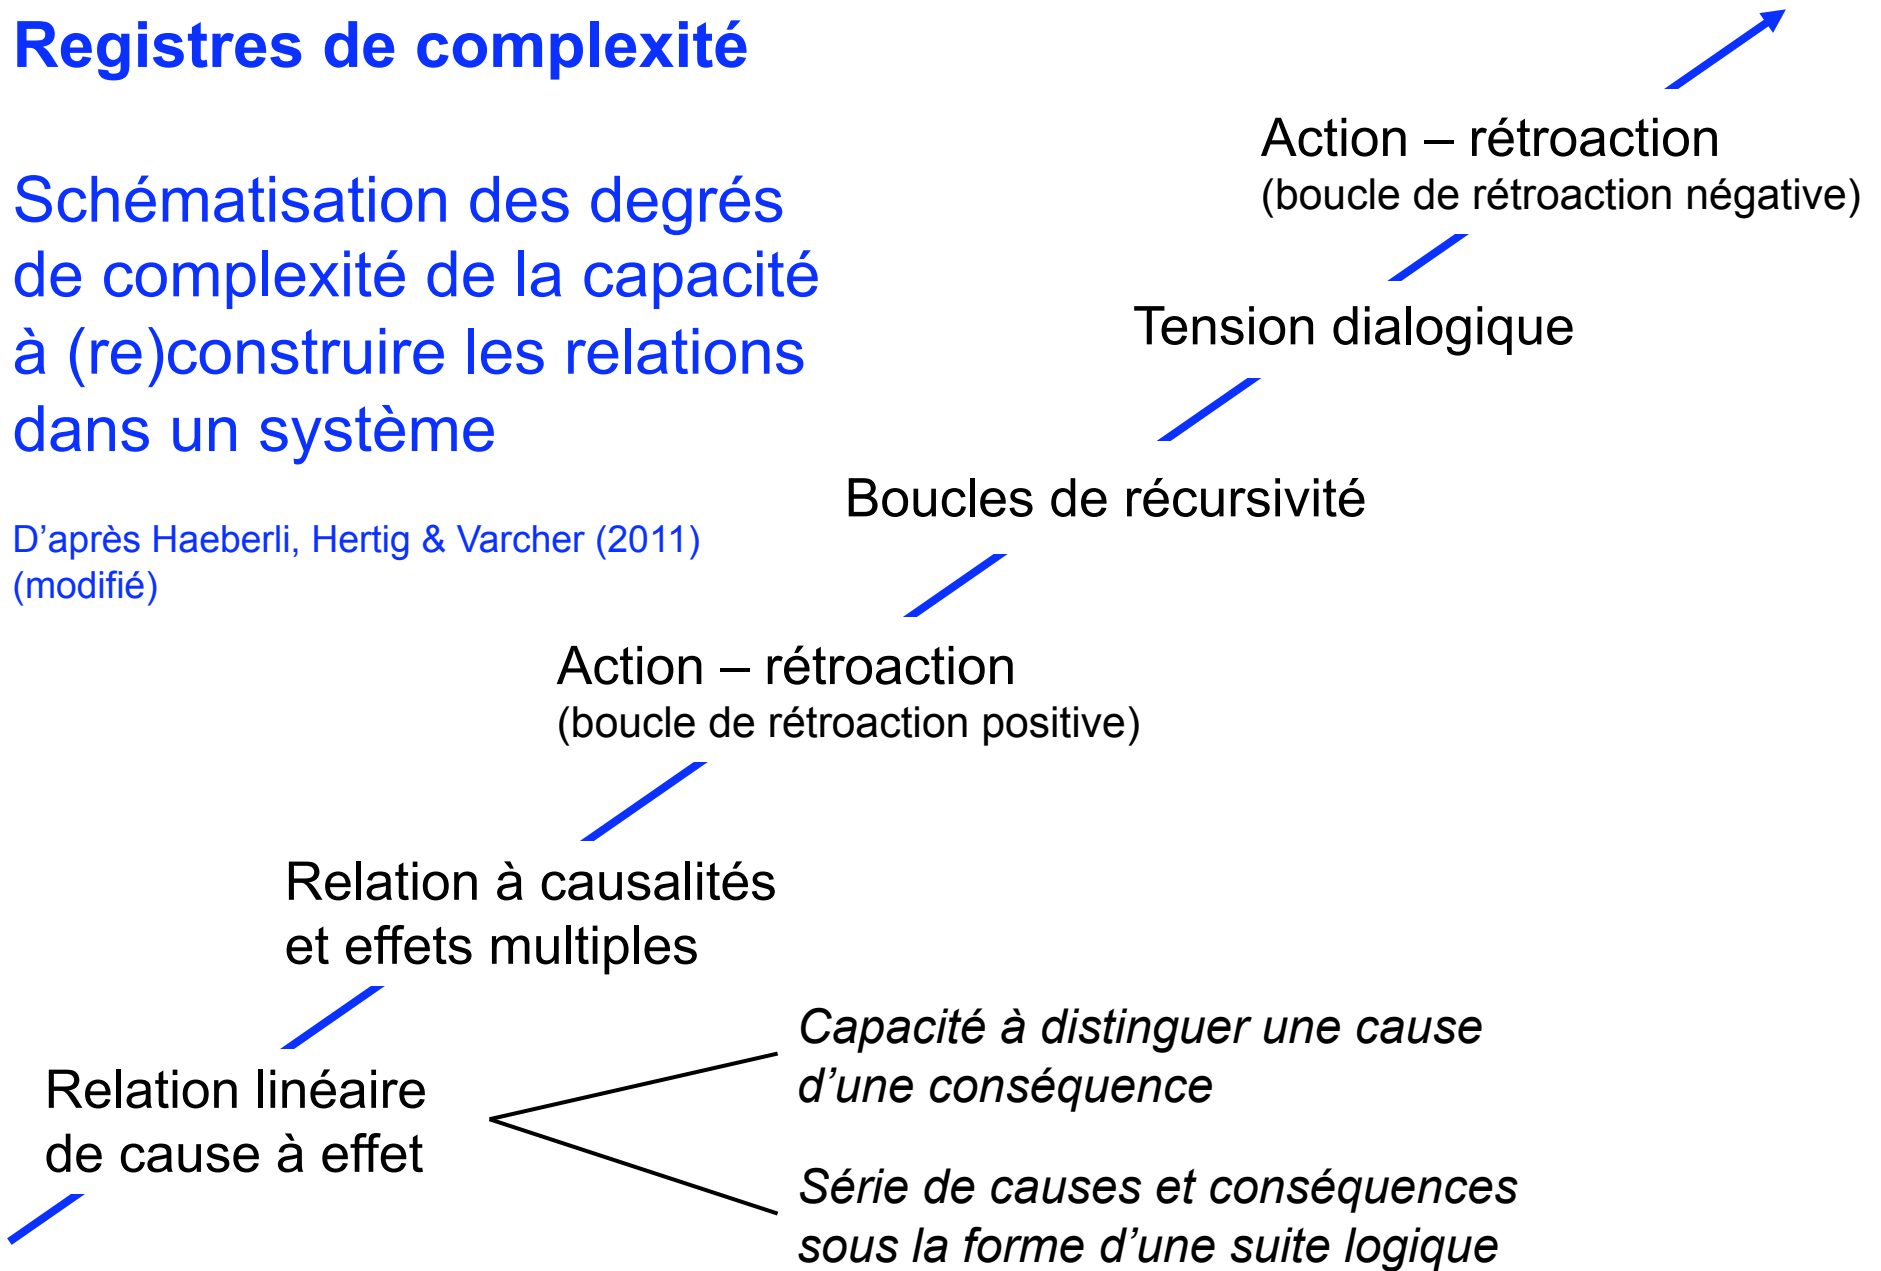 Registres de complexité
Schématisation des degrés
de complexité de la capacité
à (re)construire les relations
dans un système
D’après Haeberli, Hertig & Varcher (2011)
(modifié)
Action – rétroaction
(boucle de rétroaction négative)
Tension dialogique
Boucles de récursivité
Action – rétroaction
(boucle de rétroaction positive)
Relation à causalités
et effets multiples
Relation linéaire
de cause à effet
Capacité à distinguer une cause
d’une conséquence
Série de causes et conséquences
sous la forme d’une suite logique